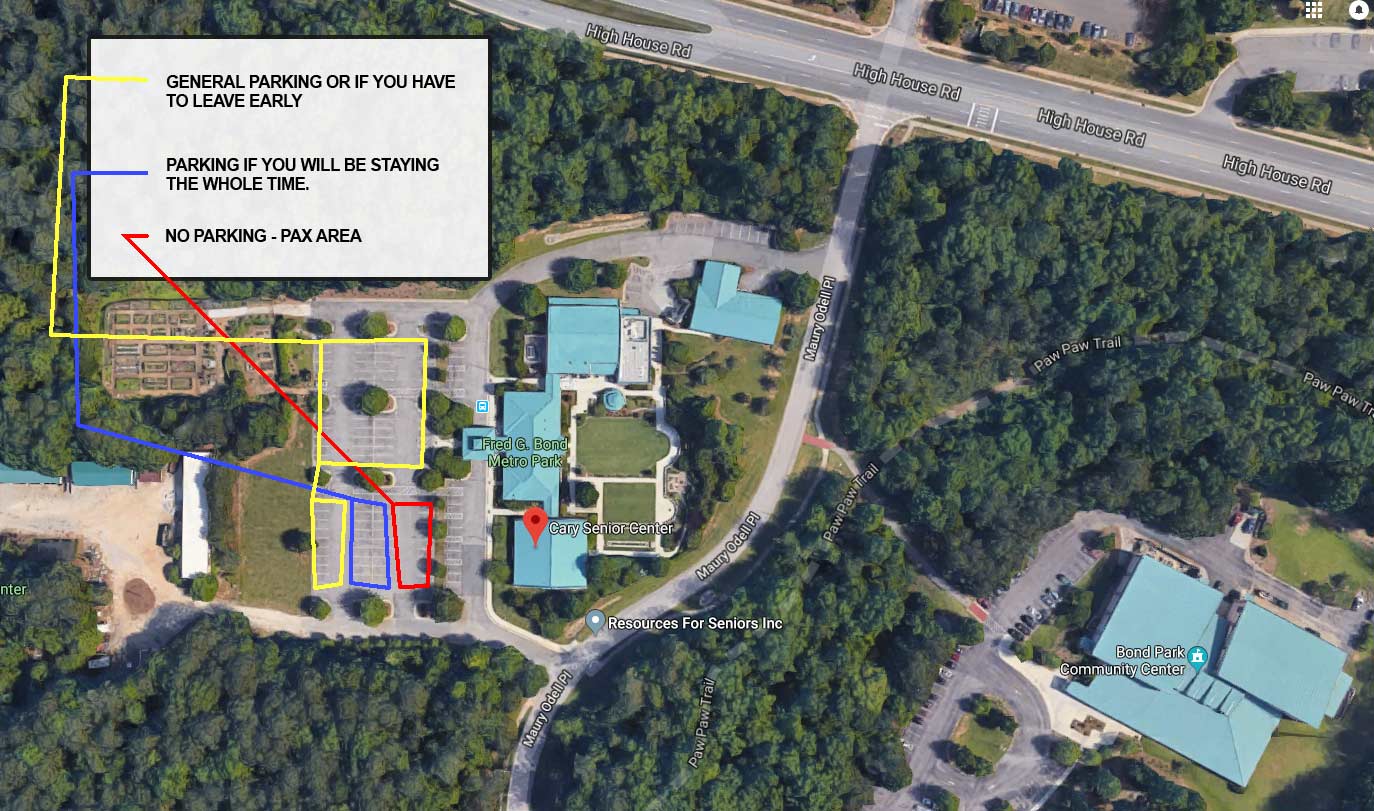 High House Rd
High House Rd
High House Rd
High House Rd
GENERAL PARKING OR IF YOU HAVE
TO LEAVE EARLY
PARKING IF YOU WILL BE STAYING
THE WHOLE TIME.
NO PARKING - PAX AREA
Maury Odell Pl
Paw Paw Trail
Paw Paw Tr
Fred G. Bond
Metro Park
Paw Paw Trail
Cary Senior Center
Maury Odell Pl
nter
Resources For Seniors Inc
Bond Park
Community Center
Maury Odell Pl
Paw Paw Trail